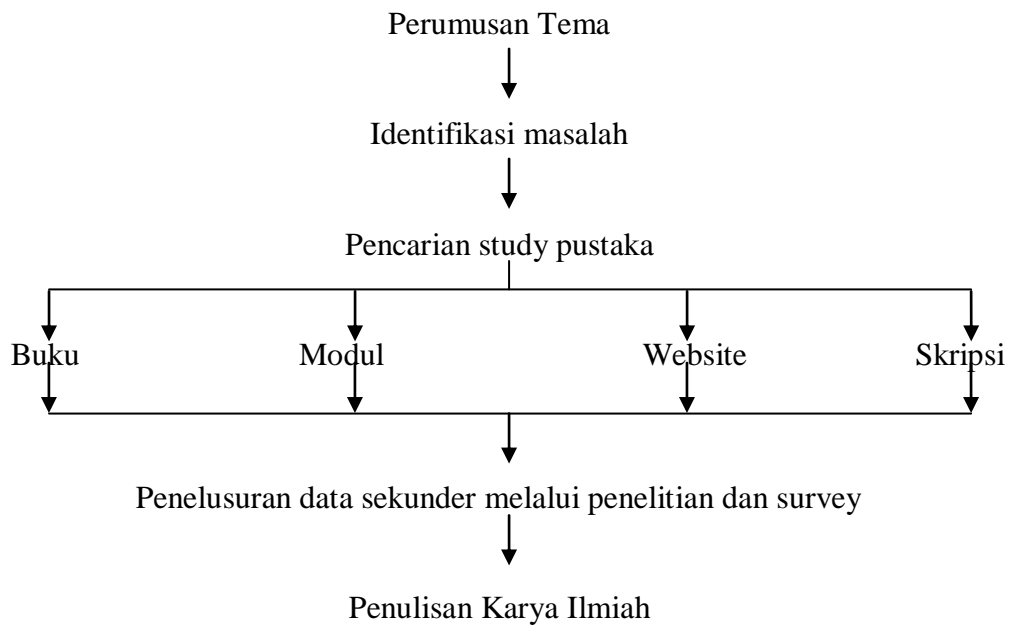 Perumusan Tema
Identifikasi masalah
Pencarian study pustaka
Buku Modul Website Skripsi
Penelusuran data sekunder melalui penelitian dan survey
Penulisan Karya Ilmiah